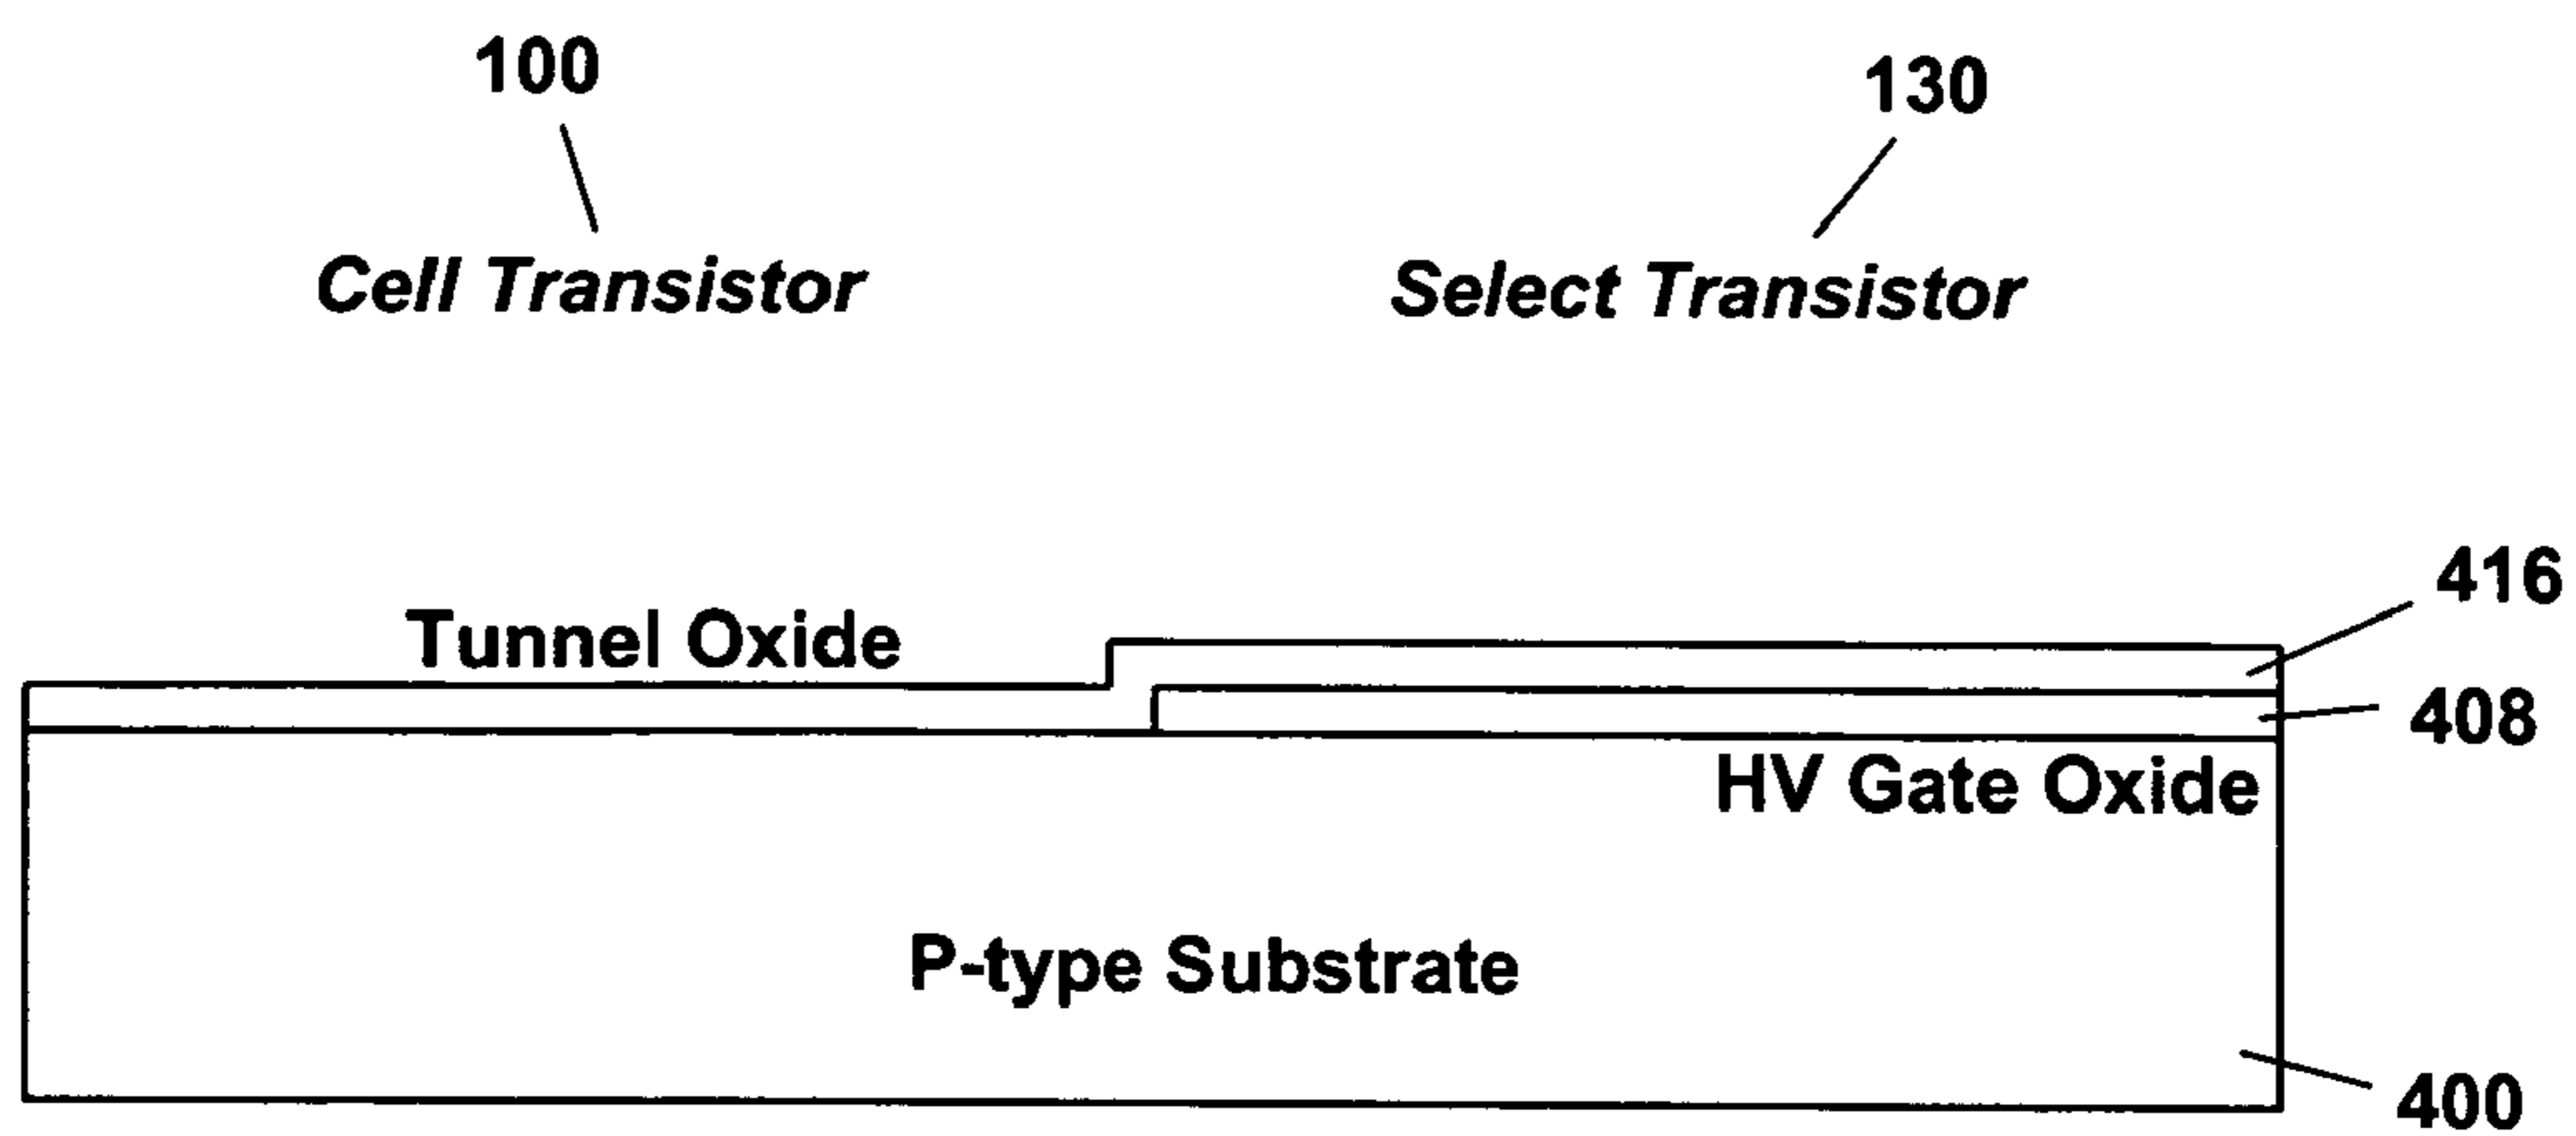 100
130
Cell Transistor
Select Transistor
416
Tunnel Oxide
408
HV Gate Oxide
P-type Substrate
400